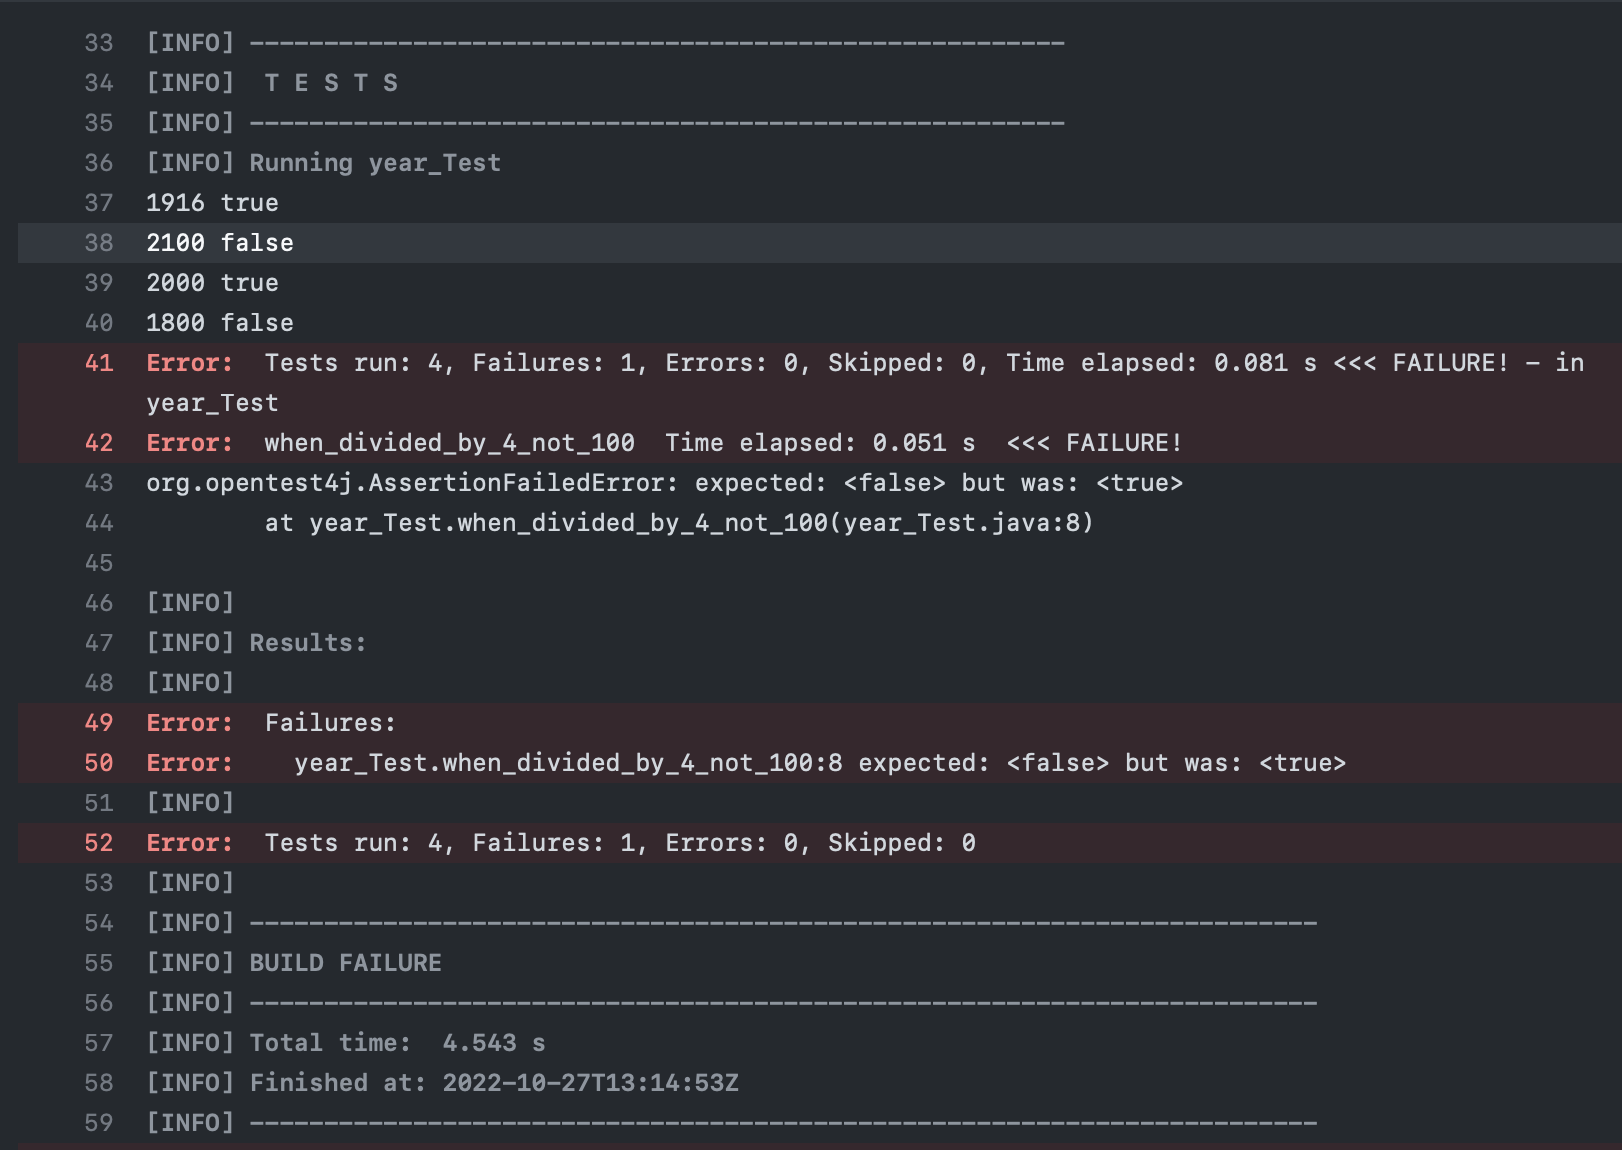 33 [INFO] -------------------------------------------------------
34 [INFO]  T E S T S
35 [INFO] -------------------------------------------------------
36 [INFO] Running year_Test
37 1916 true
38 2100 false
39 2000 true
40 1800 false
41 Error:  Tests run: 4, Failures: 1, Errors: 0, Skipped: 0, Time elapsed: 0.081 s <<< FAILURE! - in
year_Test
42 Error:  when_divided_by_4_not_100  Time elapsed: 0.051 s  <<< FAILURE!
43 org.opentest4j.AssertionFailedError: expected: <false> but was: <true>
44         at year_Test.when_divided_by_4_not_100(year_Test.java:8)
45
46 [INFO]
47 [INFO] Results:
48 [INFO]
49 Error:  Failures:
50 Error:    year_Test.when_divided_by_4_not_100:8 expected: <false> but was: <true>
51 [INFO]
52 Error:  Tests run: 4, Failures: 1, Errors: 0, Skipped: 0
53 [INFO]
54 [INFO] ------------------------------------------------------------------------
55 [INFO] BUILD FAILURE
56 [INFO] ------------------------------------------------------------------------
57 [INFO] Total time:  4.543 s
58 [INFO] Finished at: 2022-10-27T13:14:53Z
59 [INFO] ------------------------------------------------------------------------